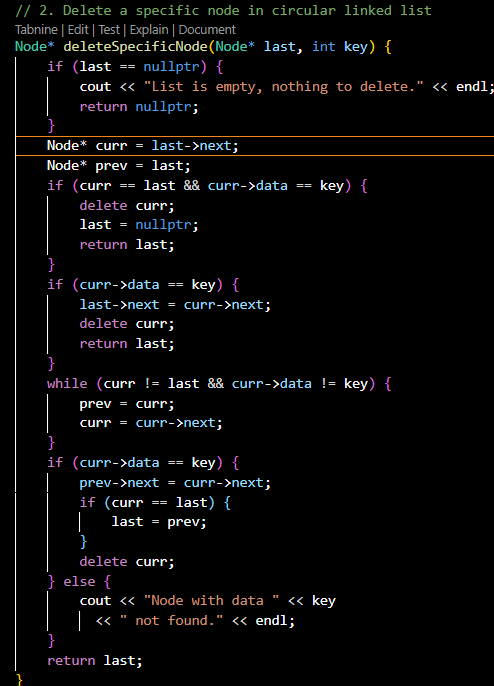 // 2. Delete a specific node in circular linked list
Tabnine | Edit | Test | Explain | Document
Node* deleteSpecificNode(Node* last, int key) {
    if (last == nullptr) {
        cout << "List is empty, nothing to delete." << endl;
        return nullptr;
    }
    Node* curr = last->next;
    Node* prev = last;
    if (curr == last && curr->data == key) {
        delete curr;
        last = nullptr;
        return last;
    }
    if (curr->data == key) {
        last->next = curr->next;
        delete curr;
        return last;
    }
    while (curr != last && curr->data != key) {
        prev = curr;
        curr = curr->next;
    }
    if (curr->data == key) {
        prev->next = curr->next;
        if (curr == last) {
            last = prev;
        }
        delete curr;
    } else {
        cout << "Node with data " << key
          << " not found." << endl;
    }
    return last;
}